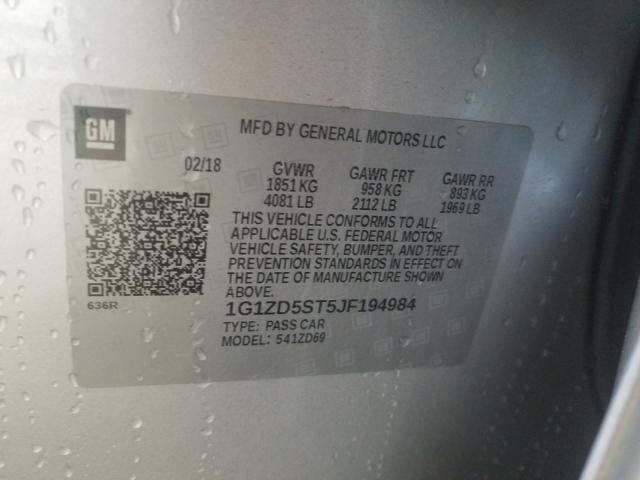 GM
MFD BY GENERAL MOTORS LLC
02/18 GVWR GAWR FRT GAWR RR
1851 KG 958 KG 893 KG
4081 LB 2112 LB 1969 LB
THIS VEHICLE CONFORMS TO ALL
APPLICABLE U.S. FEDERAL MOTOR
VEHICLE SAFETY, BUMPER, AND THEFT
PREVENTION STANDARDS IN EFFECT ON
THE DATE OF MANUFACTURE SHOWN
ABOVE.
636R
1G1ZD5ST5JF194984
TYPE: PASS CAR
MODEL: 541ZD69